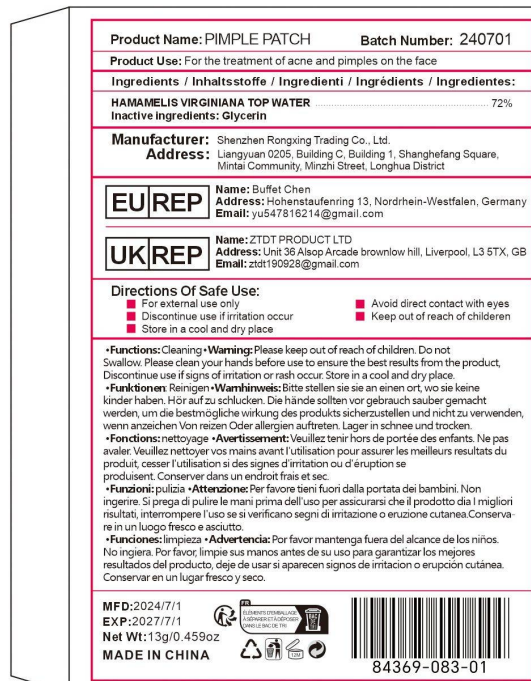 Product Name: PIMPLE PATCH Batch Number: 240701
Product Use: For the treatment of acne and pimples on the face
Ingredients / Inhaltsstoffe / Ingredienti / Ingrédients / Ingredientes:
HAMAMELIS VIRGINIANA TOP WATER 72%
Inactive ingredients: Glycerin
Manufacturer: Shenzhen Rongxing Trading Co., Ltd.
Address: Liangyuan 0205, Building C, Building 1, Shanghefang Square,
Mintai Community, Minzhi Street, Longhua District
EU REP
Name: Buffet Chen
Address: Hohenstaufenring 13, Nordrhein-Westfalen, Germany
Email: yu547816214@gmail.com
UK REP
Name: ZTDT PRODUCT LTD
Address: Unit 36 Alsop Arcade brownlow hill, Liverpool, L3 5TX, GB
Email: ztdt190928@gmail.com
Directions Of Safe Use:
For external use only
Avoid direct contact with eyes
Discontinue use if irritation occur
Keep out of reach of childeren
Store in a cool and dry place
•Functions: Cleaning •Warning: Please keep out of reach of children. Do not
Swallow. Please clean your hands before use to ensure the best results from the product,
Discontinue use if signs of irritation or rash occur. Store in a cool and dry place.
•Funktionen: Reinigen •Warnhinweis: Bitte stellen sie sie an einen ort, wo sie keine
kinder haben. Hör auf zu schlucken. Die hände sollten vor gebrauch sauber gemacht
werden, um die bestmögliche wirkung des produkts sicherzustellen und nicht zu verwenden,
wenn anzeichen Von reizen Oder allergien auftreten. Lager in schnee und trocken.
•Fonctions: nettoyage •Avertissement: Veuillez tenir hors de portée des enfants. Ne pas
avaler. Veuillez nettoyer vos mains avant l'utilisation pour assurer les meilleurs resultats du
produit, cesser l'utilisation si des signes d'irritation ou d'éruption se
produisent. Conserver dans un endroit frais et sec.
•Funzioni: pulizia •Attenzione: Per favore tieni fuori dalla portata dei bambini. Non
ingerire. Si prega di pulire le mani prima dell'uso per assicurarsi che il prodotto dia I migliori
risultati, interrompere l'uso se si verificano segni di irritazione o eruzione cutanea.Conserva-
re in un luogo fresco e asciutto.
•Funciones: limpieza •Advertencia: Por favor mantenga fuera del alcance de los niños.
No ingiera. Por favor, limpie sus manos antes de su uso para garantizar los mejores
resultados del producto, deje de usar si aparecen signos de irritacion o erupción cutánea.
Conservar en un lugar fresco y seco.
MFD: 2024/7/1
EXP: 2027/7/1
Net Wt: 13g/0.459oz
MADE IN CHINA
FR
ÉLÉMENTS D'EMBALLAGE
À SÉPARER ET À DÉPOSER
DANS LE BAC DE TRI
BAC
12M
84369-083-01